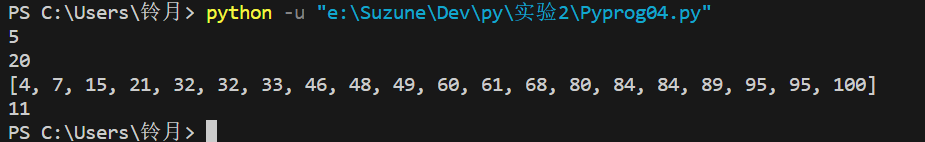 PS C:\Users\铃月> python -u "e:\Suzune\Dev\py\实验2\Pyprog04.py"
5
20
[4, 7, 15, 21, 32, 32, 33, 46, 48, 49, 60, 61, 68, 80, 84, 84, 89, 95, 95, 100]
11
PS C:\Users\铃月>